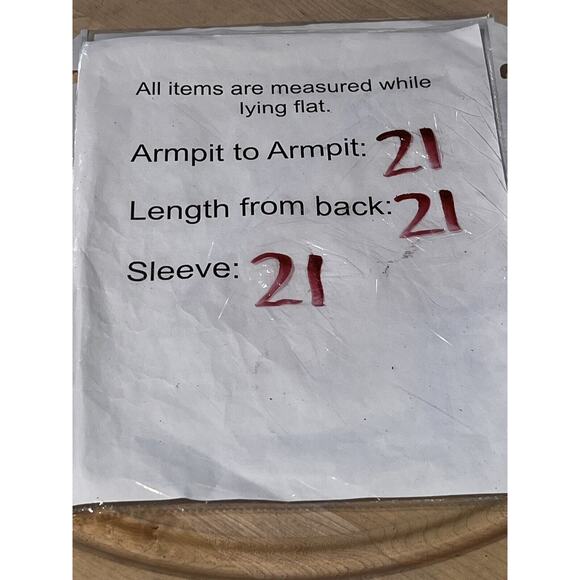 All items are measured while
lying flat.
Armpit to Armpit: 21
Length from back: 21
Sleeve: 21